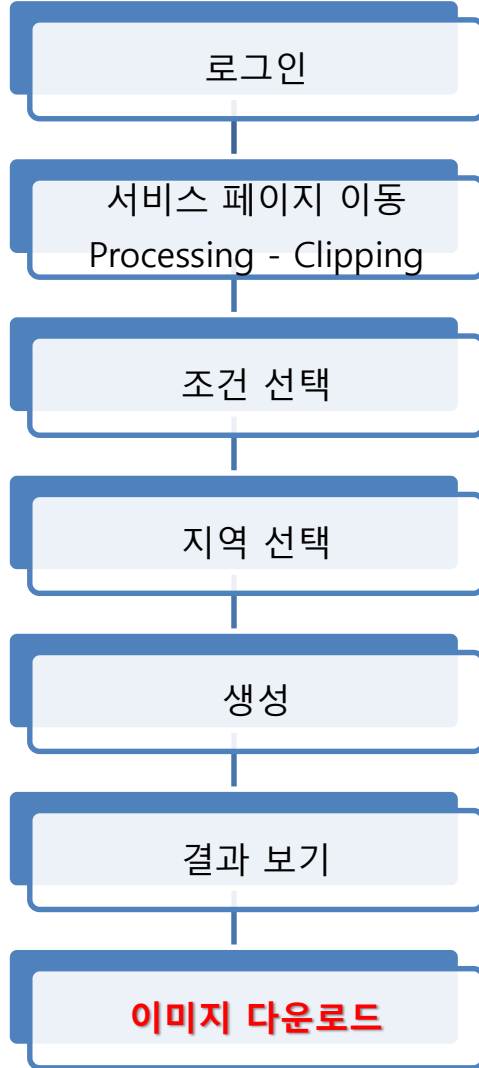 로그인
서비스 페이지 이동
Processing - Clipping
조건 선택
지역 선택
생성
결과 보기
이미지 다운로드